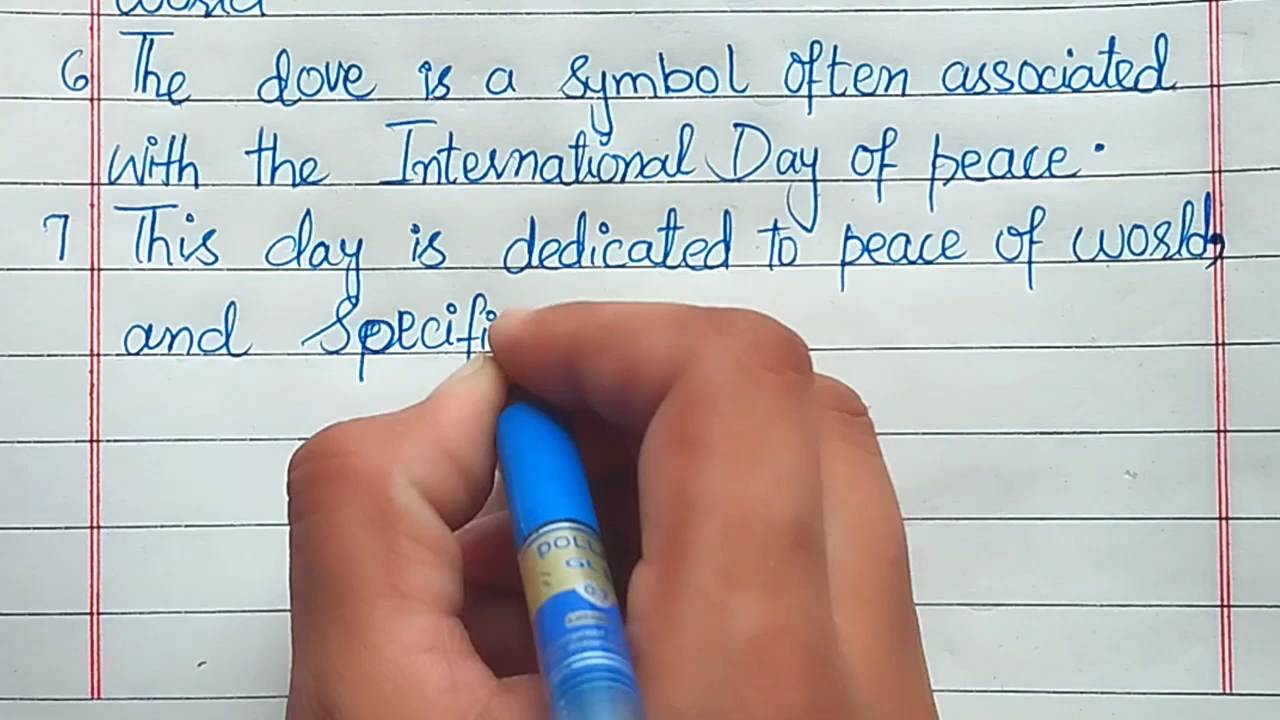 world
6 The dove is a symbol often associated
with the International Day of peace.
7 This day is dedicated to peace of world,
and Specifi